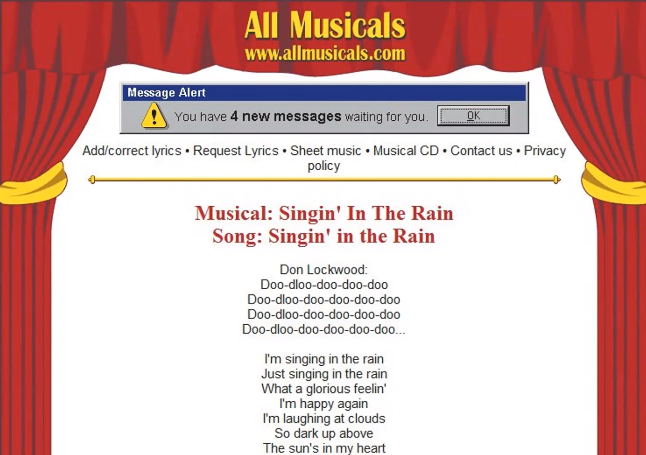 All Musicals
www.allmusicals.com
Message Alert
You have 4 new messages waiting for you.
OK
Add/correct lyrics • Request Lyrics • Sheet music • Musical CD • Contact us • Privacy
policy
Musical: Singin' In The Rain
Song: Singin' in the Rain
Don Lockwood:
Doo-dloo-doo-doo-doo
Doo-dloo-doo-doo-doo-doo
Doo-dloo-doo-doo-doo-doo
Doo-dloo-doo-doo-doo-doo...
I'm singing in the rain
Just singing in the rain
What a glorious feelin'
I'm happy again
I'm laughing at clouds
So dark up above
The sun's in my heart